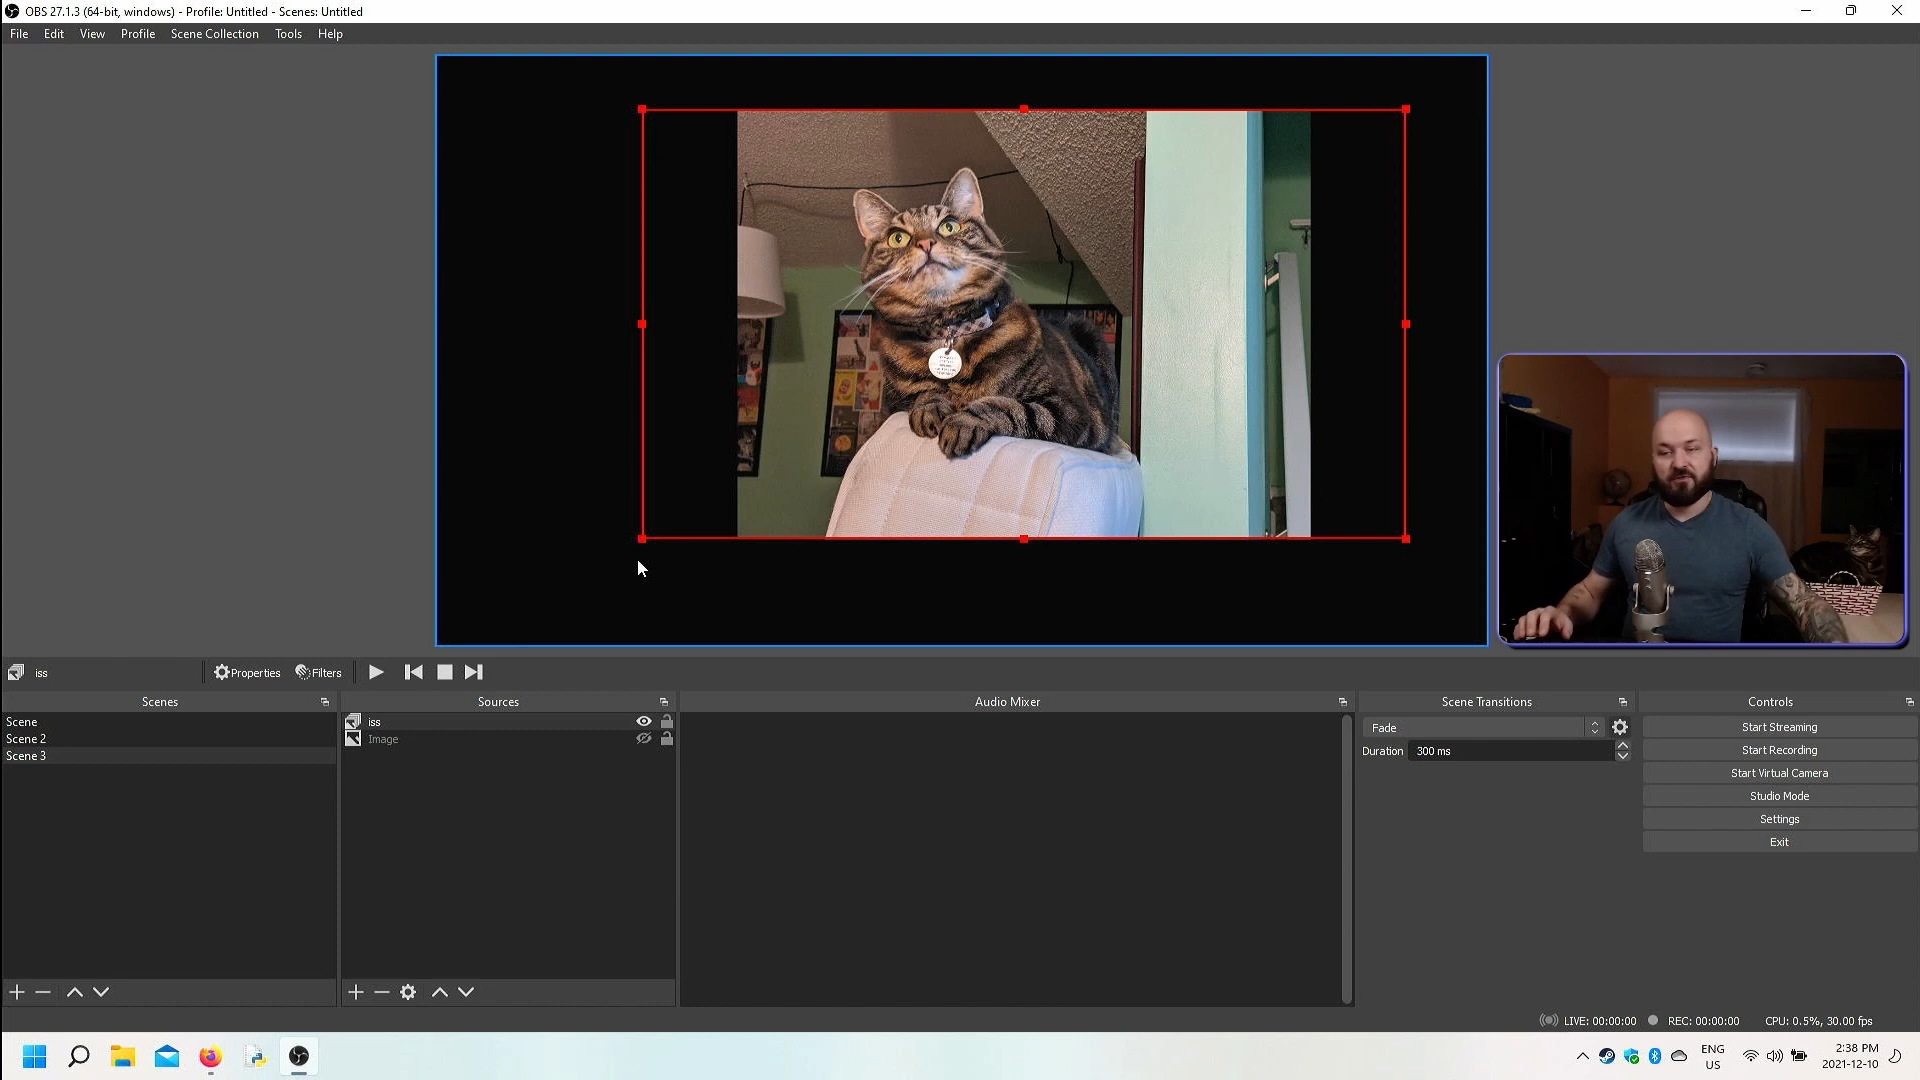 OBS 27.1.3 (64-bit, windows) - Profile: Untitled - Scenes: Untitled
File Edit View Profile Scene Collection Tools Help
iss Properties Filters
Scenes
Sources
Audio Mixer
Scene Transitions
Controls
Scene
Scene 2
Scene 3
iss
Image
Fade
Duration 300 ms
Start Streaming
Start Recording
Start Virtual Camera
Studio Mode
Settings
Exit
LIVE: 00:00:00 REC: 00:00:00 CPU: 0.5%, 30.00 fps
ENG
US
2:38 PM
2021-12-10